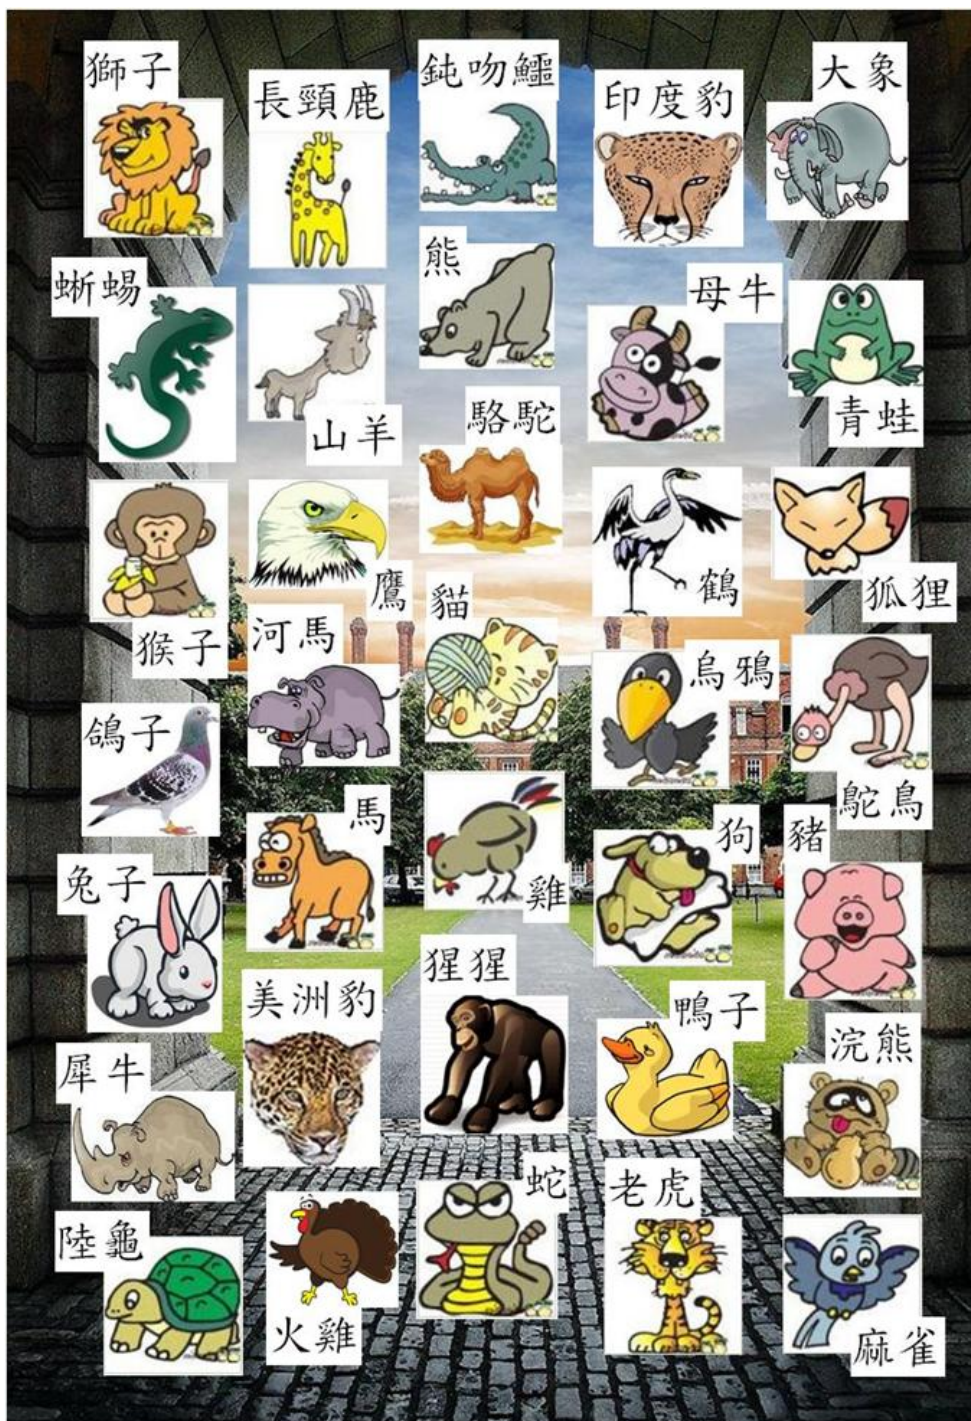 獅子
長頸鹿
鈍吻鱷
印度豹
大象
蜥蜴
山羊
熊
母牛
青蛙
猴子
鷹
駱駝
鶴
狐狸
鴿子
河馬
貓
烏鴉
鴕鳥
兔子
馬
雞
狗
豬
犀牛
美洲豹
猩猩
鴨子
浣熊
陸龜
火雞
蛇
老虎
麻雀